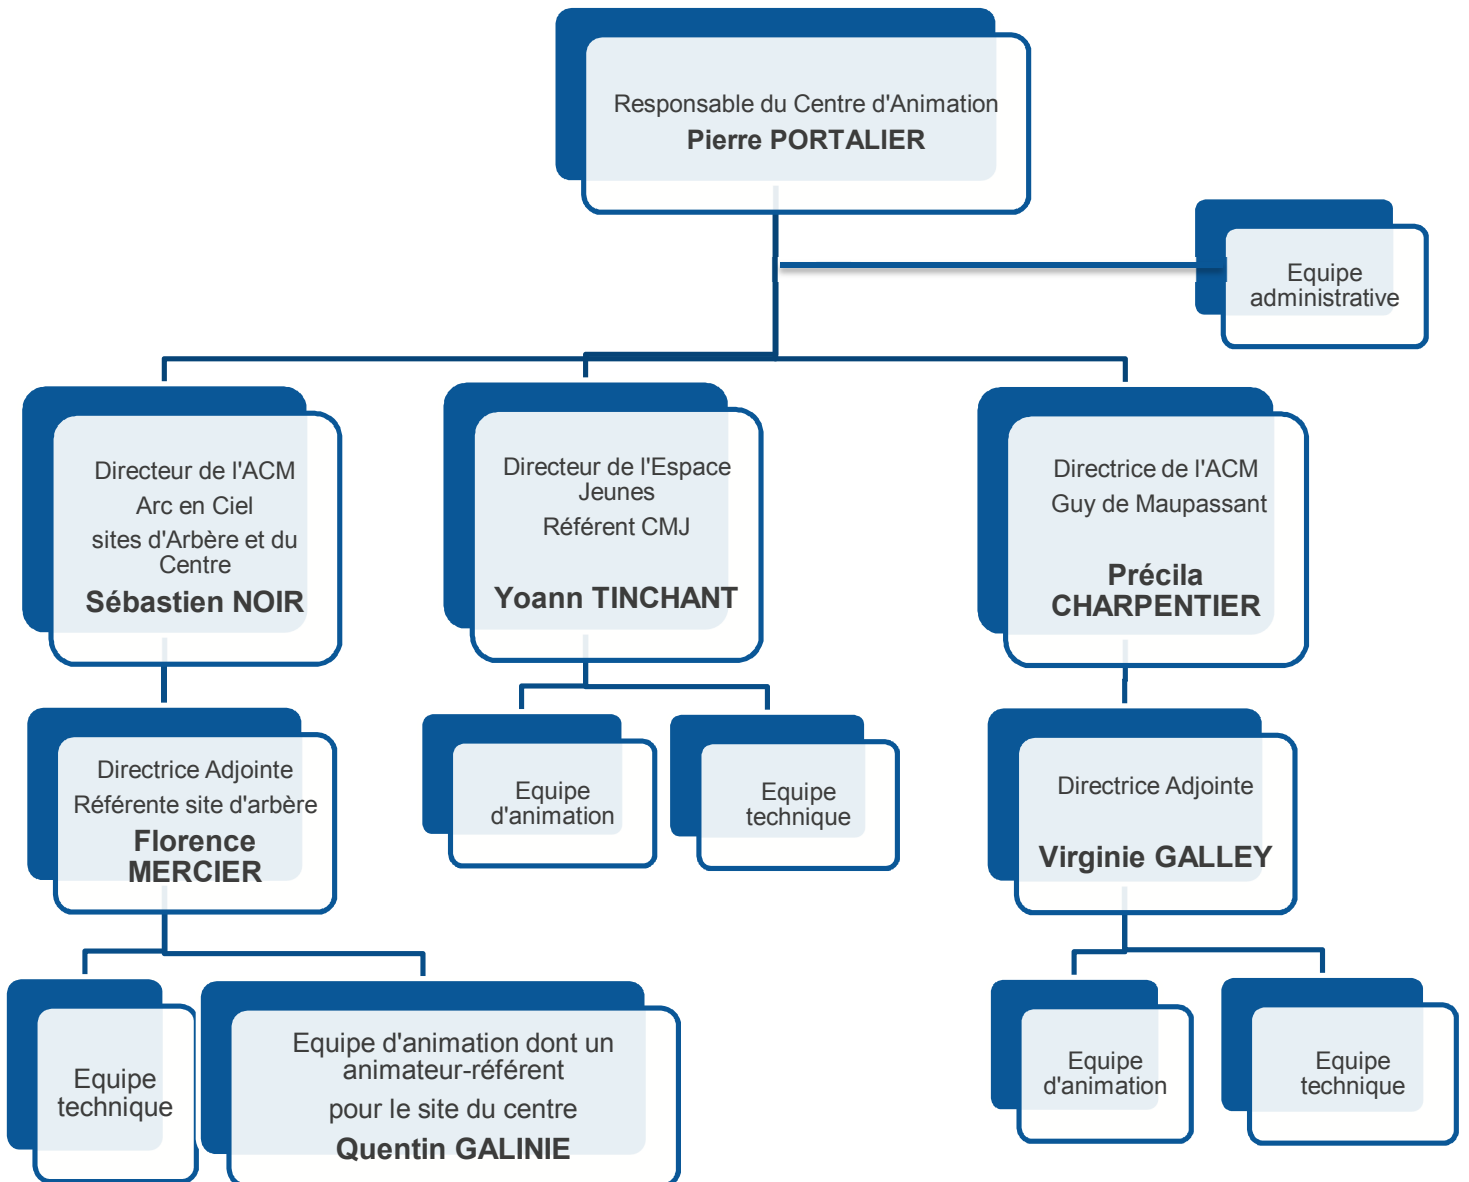 Responsable du Centre d'Animation
Pierre PORTALIER
Equipe
administrative
Directeur de l'ACM
Arc en Ciel
sites d'Arbère et du
Centre
Sébastien NOIR
Directeur de l'Espace
Jeunes
Référent CMJ
Yoann TINCHANT
Directrice de l'ACM
Guy de Maupassant
Précila
CHARPENTIER
Directrice Adjointe
Référente site d'arbère
Florence
MERCIER
Equipe
d'animation
Equipe
technique
Directrice Adjointe
Virginie GALLEY
Equipe
technique
Equipe d'animation dont un
animateur-référent
pour le site du centre
Quentin GALINIE
Equipe
d'animation
Equipe
technique